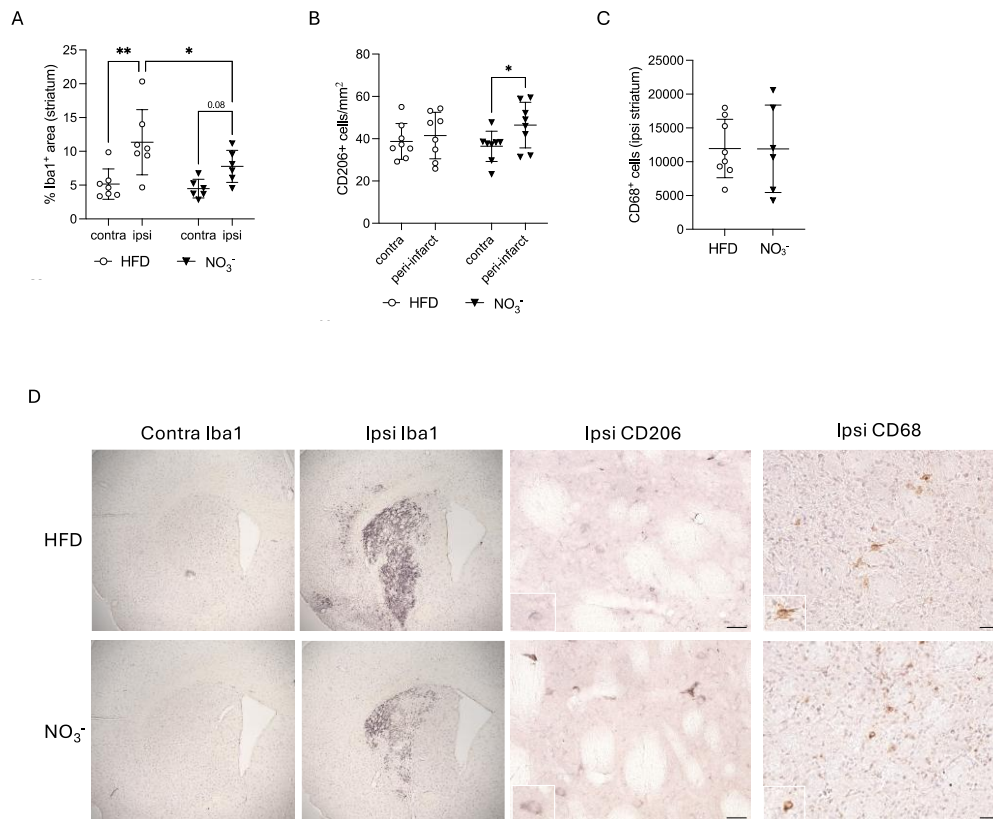 A
B
C
25
20
15
10
5
0
% Iba1⁺ area (striatum)
**
*
0.08
contra ipsi
contra ipsi
HFD
NO₃⁻
80
60
40
20
0
CD206+ cells/mm²
*
contra
peri-infarct
contra
peri-infarct
HFD
NO₃⁻
25000
20000
15000
10000
5000
0
CD68⁺ cells (ipsi striatum)
HFD
NO₃⁻
D
Contra Iba1
Ipsi Iba1
Ipsi CD206
Ipsi CD68
HFD
NO₃⁻